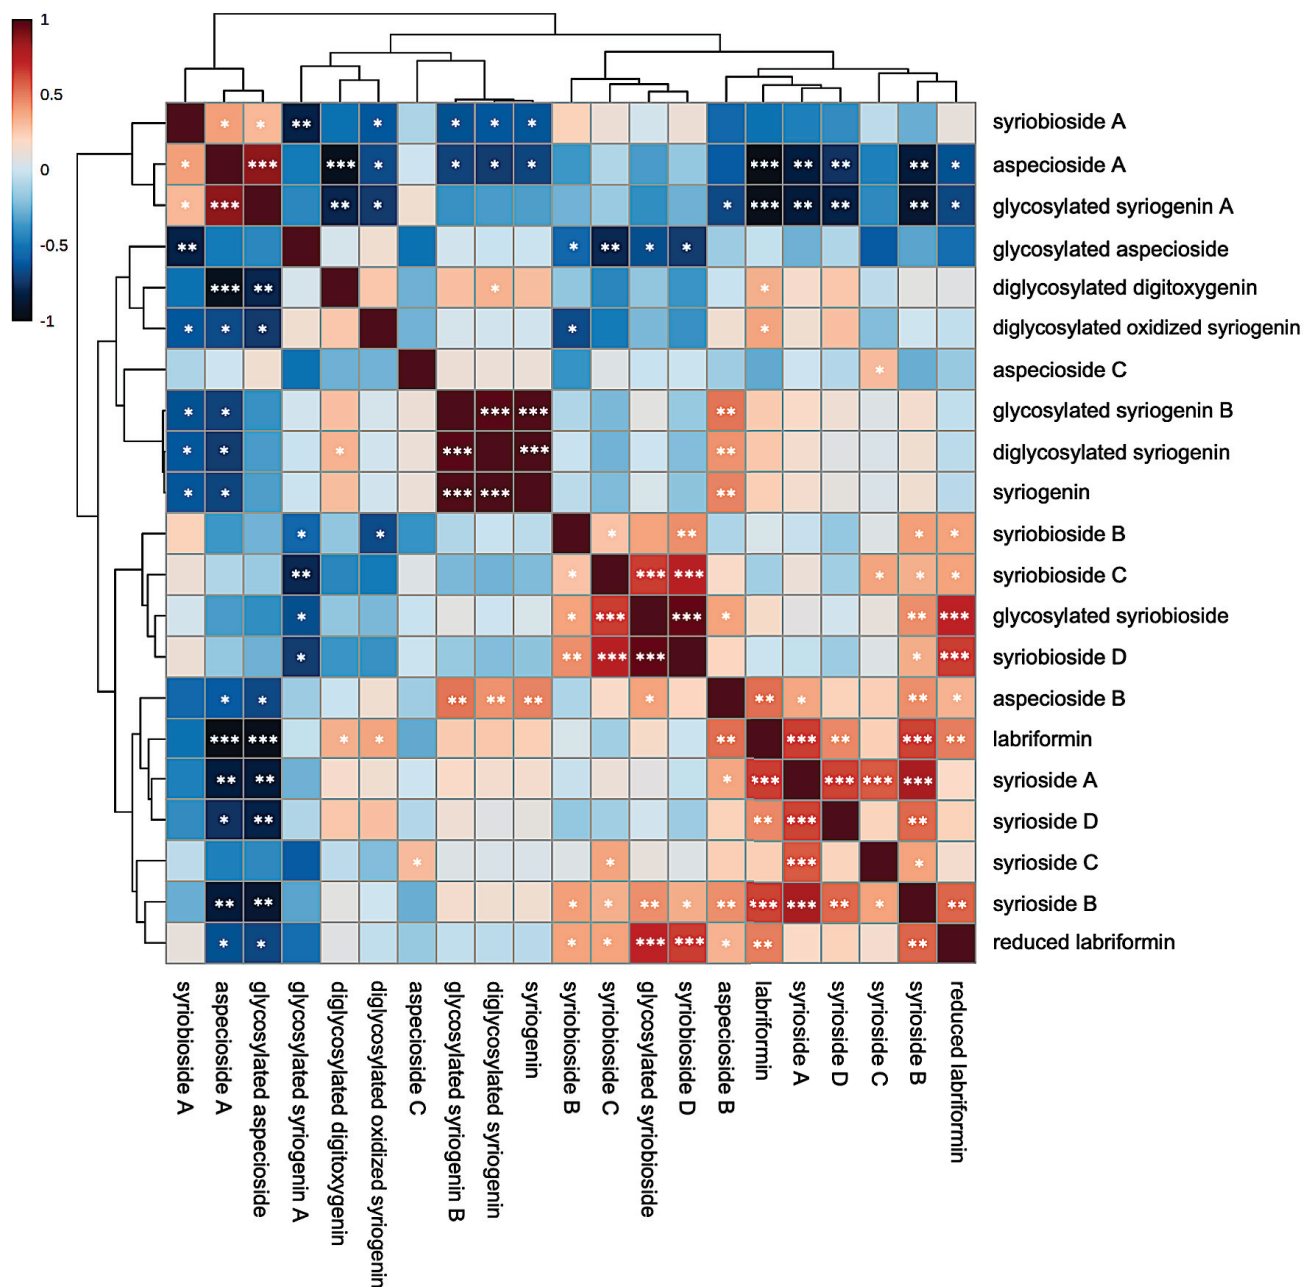 1
0.5
0
-0.5
-1
* * ** * * * * syriobioside A
* *** *** * * * * *** ** ** ** * aspecioside A
* *** ** * * *** ** ** ** * glycosylated syriogenin A
** * ** * * glycosylated aspecioside
*** ** * * diglycosylated digitoxygenin
* * * * * diglycosylated oxidized syriogenin
* aspecioside C
* * *** *** ** glycosylated syriogenin B
* * * *** *** ** diglycosylated syriogenin
* * *** *** ** syriogenin
* * * ** * * syriobioside B
** * *** *** * * * syriobioside C
* * *** *** * ** *** glycosylated syriobioside
* ** *** *** * *** syriobioside D
* * ** ** ** * ** * ** * aspecioside B
*** *** * * ** *** ** *** ** labriformin
** ** * *** *** *** *** syrioside A
* ** ** *** ** syrioside D
* * *** * syrioside C
** ** * * ** * ** *** *** ** * ** syrioside B
* * * * *** *** * ** ** reduced labriformin
syriobioside A
aspecioside A
glycosylated aspecioside
glycosylated syriogenin A
diglycosylated digitoxygenin
diglycosylated oxidized syriogenin
aspecioside C
glycosylated syriogenin B
diglycosylated syriogenin
syriogenin
syriobioside B
syriobioside C
glycosylated syriobioside
syriobioside D
aspecioside B
labriformin
syrioside A
syrioside D
syrioside C
syrioside B
reduced labriformin